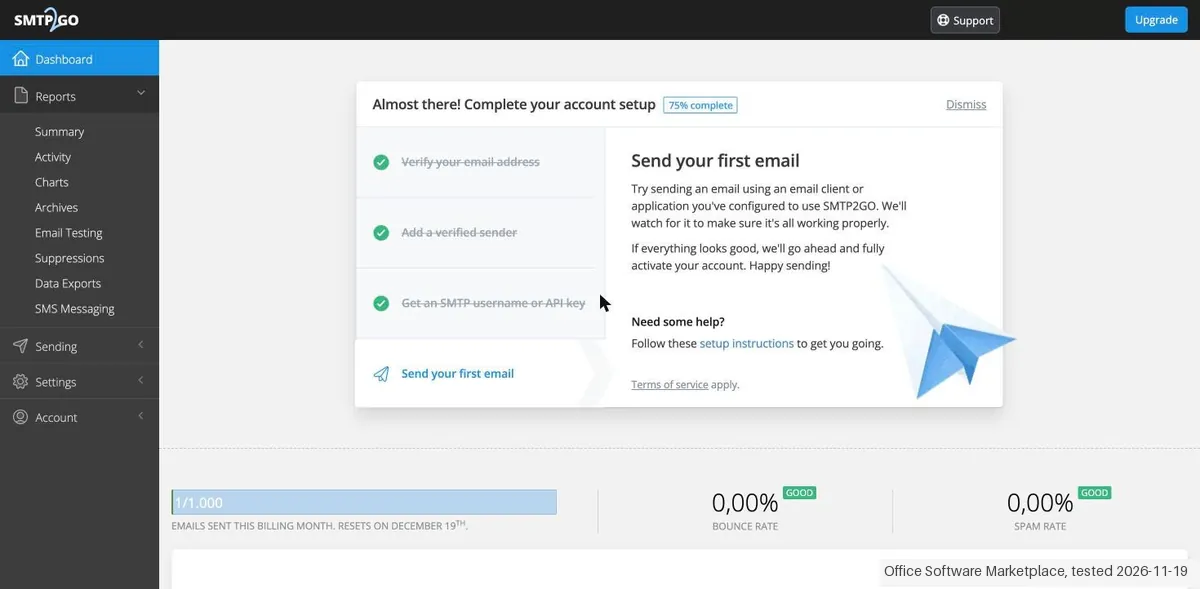 SMTP2GO
Support
Upgrade
Dashboard
Reports
Summary
Activity
Charts
Archives
Email Testing
Suppressions
Data Exports
SMS Messaging
Sending
Settings
Account
Almost there! Complete your account setup
75% complete
Dismiss
Verify your email address
Add a verified sender
Get an SMTP username or API key
Send your first email
Send your first email
Try sending an email using an email client or
application you've configured to use SMTP2GO. We'll
watch for it to make sure it's all working properly.
If everything looks good, we'll go ahead and fully
activate your account. Happy sending!
Need some help?
Follow these setup instructions to get you going.
Terms of service apply.
1/1.000
EMAILS SENT THIS BILLING MONTH. RESETS ON DECEMBER 19TH.
0,00% GOOD
BOUNCE RATE
0,00% GOOD
SPAM RATE
Office Software Marketplace, tested 2026-11-19